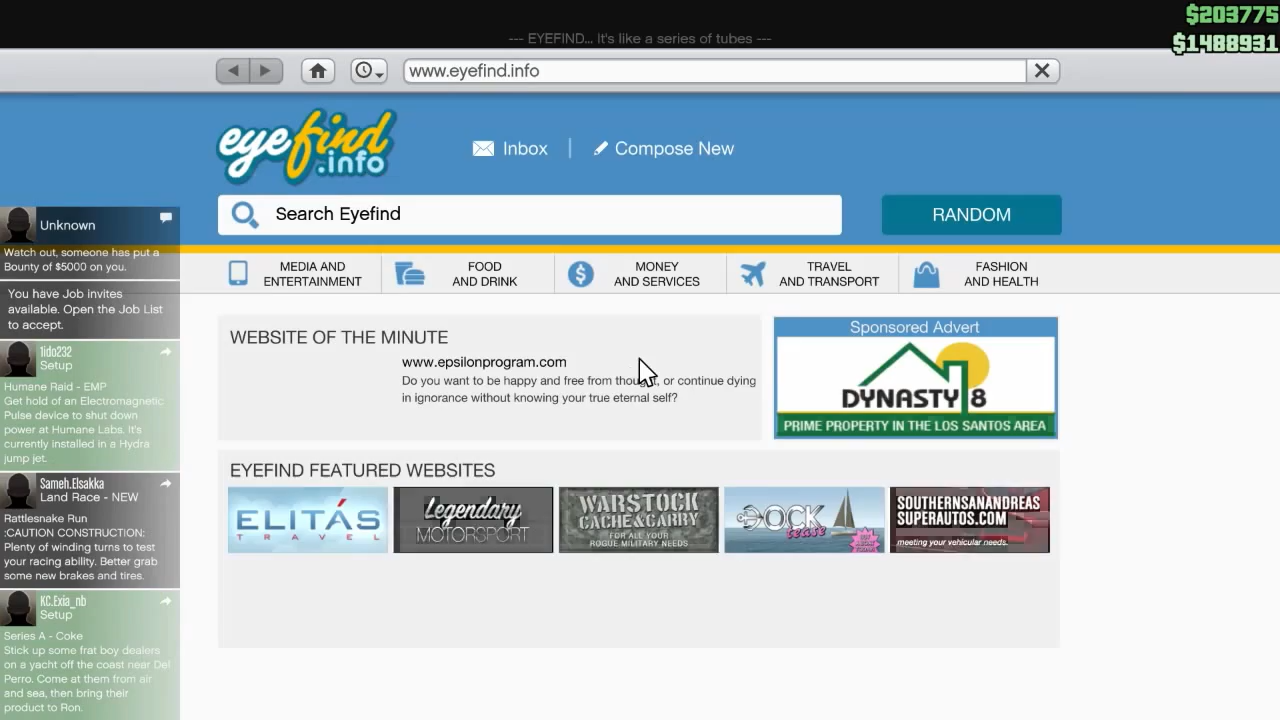 $203775
$1488931
--- EYEFIND... It's like a series of tubes ---
www.eyefind.info
eyefind
.info
Inbox
Compose New
Search Eyefind
RANDOM
MEDIA AND
ENTERTAINMENT
FOOD
AND DRINK
MONEY
AND SERVICES
TRAVEL
AND TRANSPORT
FASHION
AND HEALTH
Unknown
Watch out, someone has put a
Bounty of $5000 on you.
You have Job invites
available. Open the Job List
to accept.
1ido232
Setup
Humane Raid - EMP
Get hold of an Electromagnetic
Pulse device to shut down
power at Humane Labs. It's
currently installed in a Hydra
jump jet.
Sameh.Elsakka
Land Race - NEW
Rattlesnake Run
:CAUTION CONSTRUCTION:
Plenty of winding turns to test
your racing ability. Better grab
some new brakes and tires.
KC.Exia_nb
Setup
Series A - Coke
Stick up some frat boy dealers
on a yacht off the coast near Del
Perro. Come at them from air
and sea, then bring their
product to Ron.
WEBSITE OF THE MINUTE
www.epsilonprogram.com
Do you want to be happy and free from thought, or continue dying
in ignorance without knowing your true eternal self?
Sponsored Advert
DYNASTY 8
PRIME PROPERTY IN THE LOS SANTOS AREA
EYEFIND FEATURED WEBSITES
ELITÁS
TRAVEL
Legendary
MOTORSPORT
WARSTOCK
CACHE&CARRY
FOR ALL YOUR
ROGUE MILITARY NEEDS
DOCK
tease
SOUTHERNSANANDREAS
SUPERAUTOS.COM
meeting your vehicular needs.